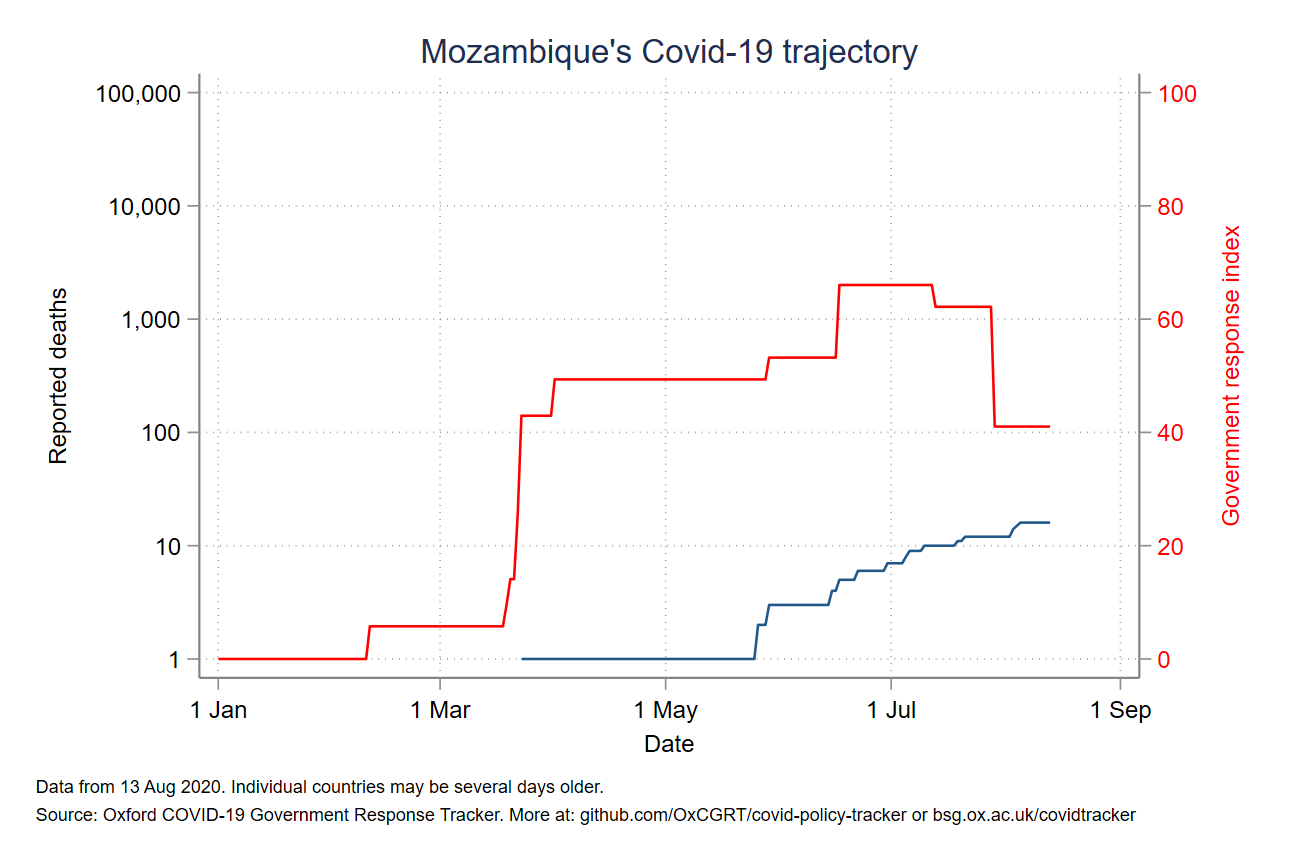 Mozambique's Covid-19 trajectory
100,000
10,000
1,000
100
10
1
Reported deaths
100
80
60
40
20
0
Government response index
1 Jan
1 Mar
1 May
1 Jul
1 Sep
Date
Data from 13 Aug 2020. Individual countries may be several days older.
Source: Oxford COVID-19 Government Response Tracker. More at: github.com/OxCGRT/covid-policy-tracker or bsg.ox.ac.uk/covidtracker